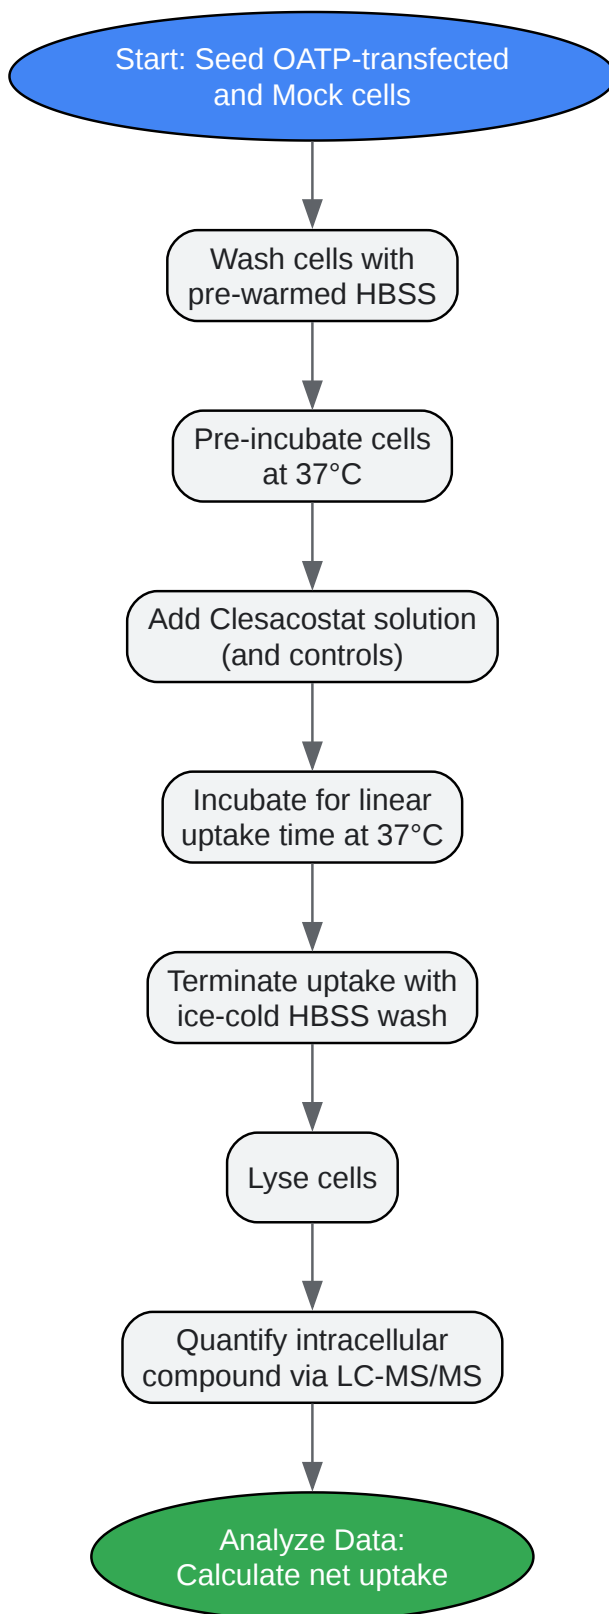 Start: Seed OATP-transfected
and Mock cells
Wash cells with
pre-warmed HBSS
Pre-incubate cells
at 37°C
Add Clesacostat solution
(and controls)
Incubate for linear
uptake time at 37°C
Terminate uptake with
ice-cold HBSS wash
Lyse cells
Quantify intracellular
compound via LC-MS/MS
Analyze Data:
Calculate net uptake